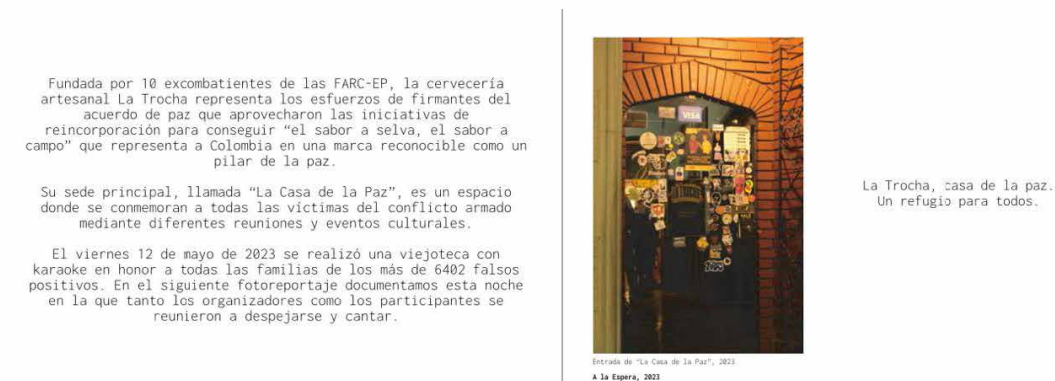 Fundada por 10 excombatientes de las FARC-EP, la cervecería
artesanal La Trocha representa los esfuerzos de firmantes del
acuerdo de paz que aprovecharon las iniciativas de
reincorporación para conseguir “el sabor a selva, el sabor a
campo” que representa a Colombia en una marca reconocible como un
pilar de la paz.
Su sede principal, llamada “La Casa de la Paz”, es un espacio
donde se conmemoran a todas las víctimas del conflicto armado
mediante diferentes reuniones y eventos culturales.
El viernes 12 de mayo de 2023 se realizó una viejoteca con
karaoke en honor a todas las familias de los más de 6402 falsos
positivos. En el siguiente fotoreportaje documentamos esta noche
en la que tanto los organizadores como los participantes se
reunieron a despejarse y cantar.
VISA
Entrada de “La Casa de la Paz”, 2023
A la Espera, 2023
La Trocha, casa de la paz.
Un refugio para todos.